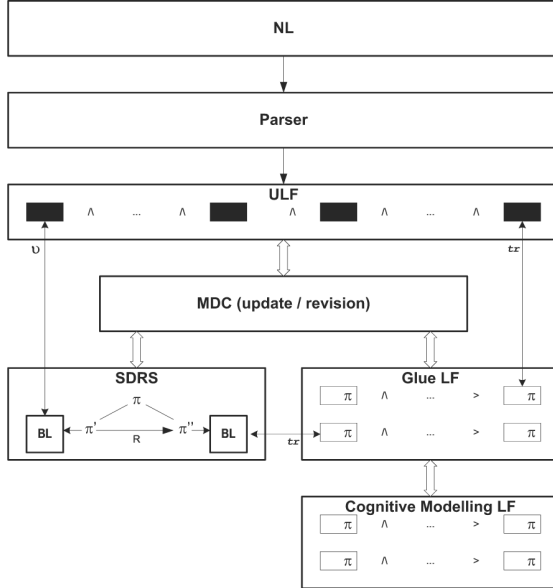 NL
Parser
ULF
Λ ... Λ Λ Λ ... Λ
υ
tr
MDC (update / revision)
SDRS
Glue LF
π
π Λ ... > π
BL π' R π'' BL
tr
π Λ ... > π
Cognitive Modelling LF
π Λ ... > π
π Λ ... > π